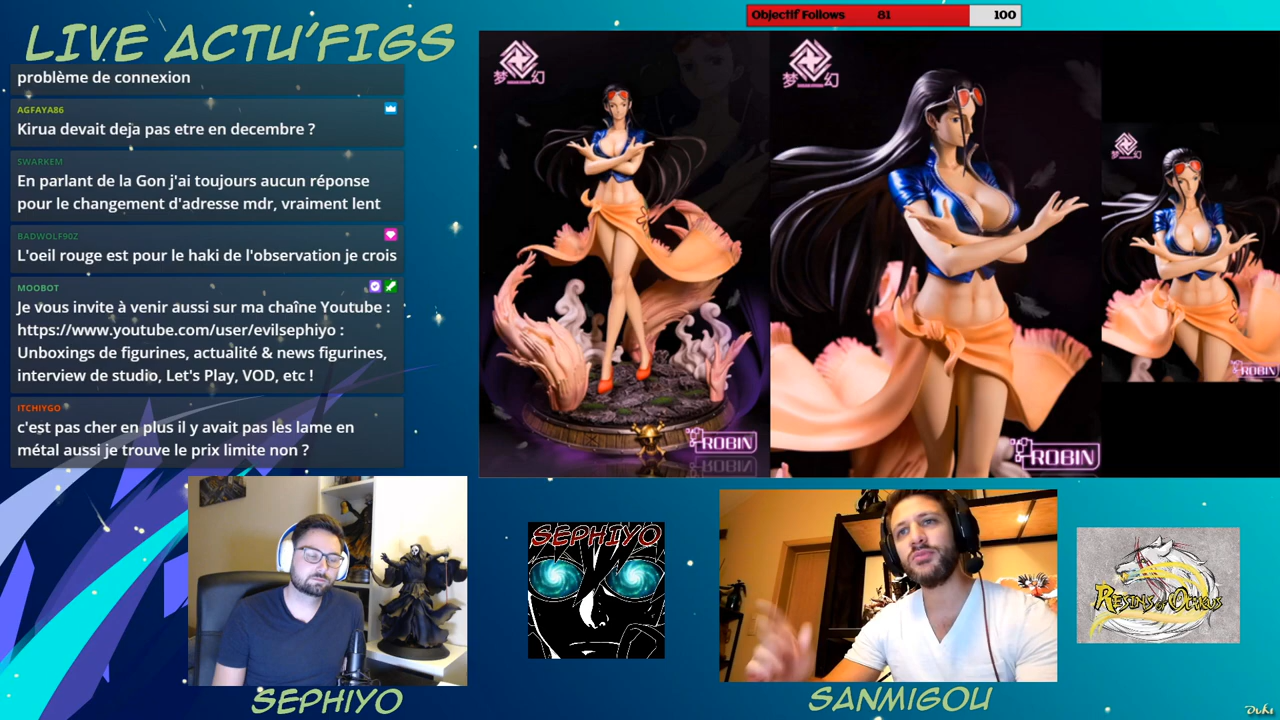 Objectif Follows 81 100
LIVE ACTU'FIGS
problème de connexion
AGFAYA86
Kirua devait deja pas etre en decembre ?
SWARKEM
En parlant de la Gon j'ai toujours aucun réponse
pour le changement d'adresse mdr, vraiment lent
BADWOLF90Z
L'oeil rouge est pour le haki de l'observation je crois
MOOBOT
Je vous invite à venir aussi sur ma chaîne Youtube :
https://www.youtube.com/user/evilsephiyo :
Unboxings de figurines, actualité & news figurines,
interview de studio, Let's Play, VOD, etc !
ITCHIYGO
c'est pas cher en plus il y avait pas les lame en
métal aussi je trouve le prix limite non ?
梦 幻
梦 幻
梦 幻
ROBIN
ROBIN
ROBIN
SEPHIYO
RESINS of OTAKUS
SEPHIYO
SANMIGOU